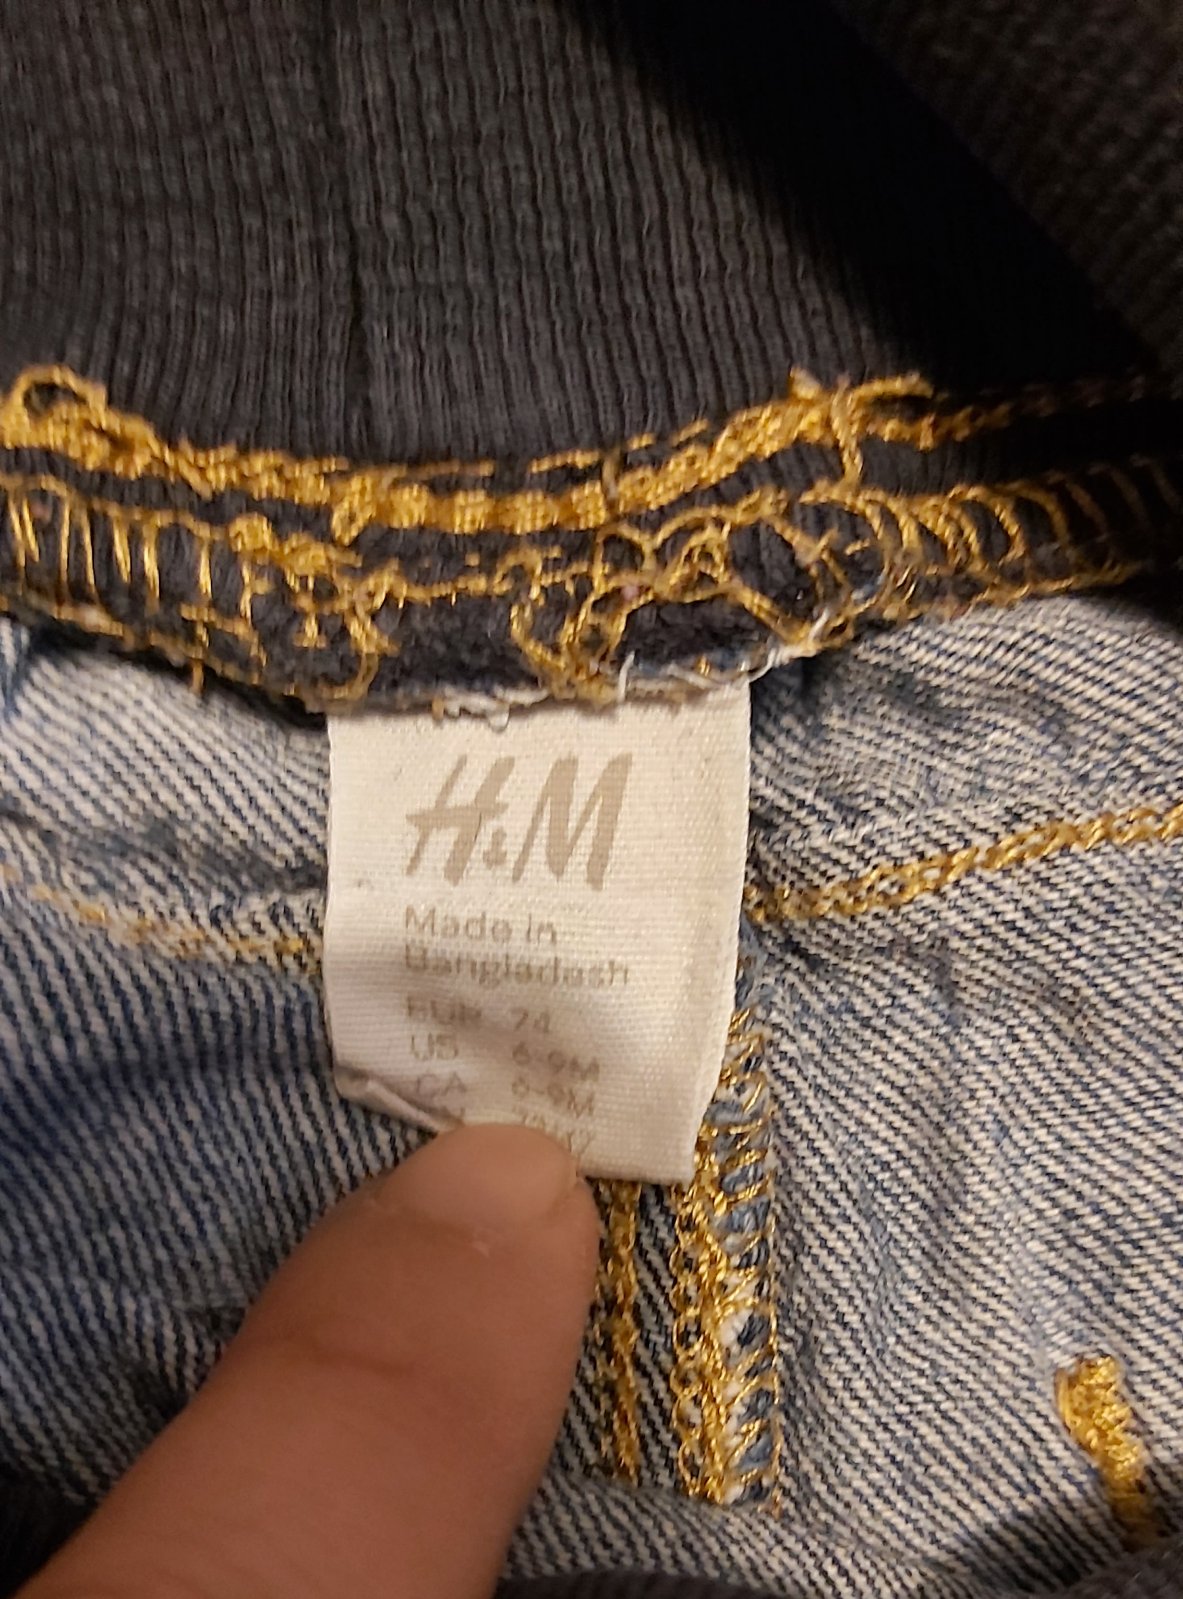 H&M
Made in
Bangladesh
EUR 74
US 6-9M
CA 6-9M